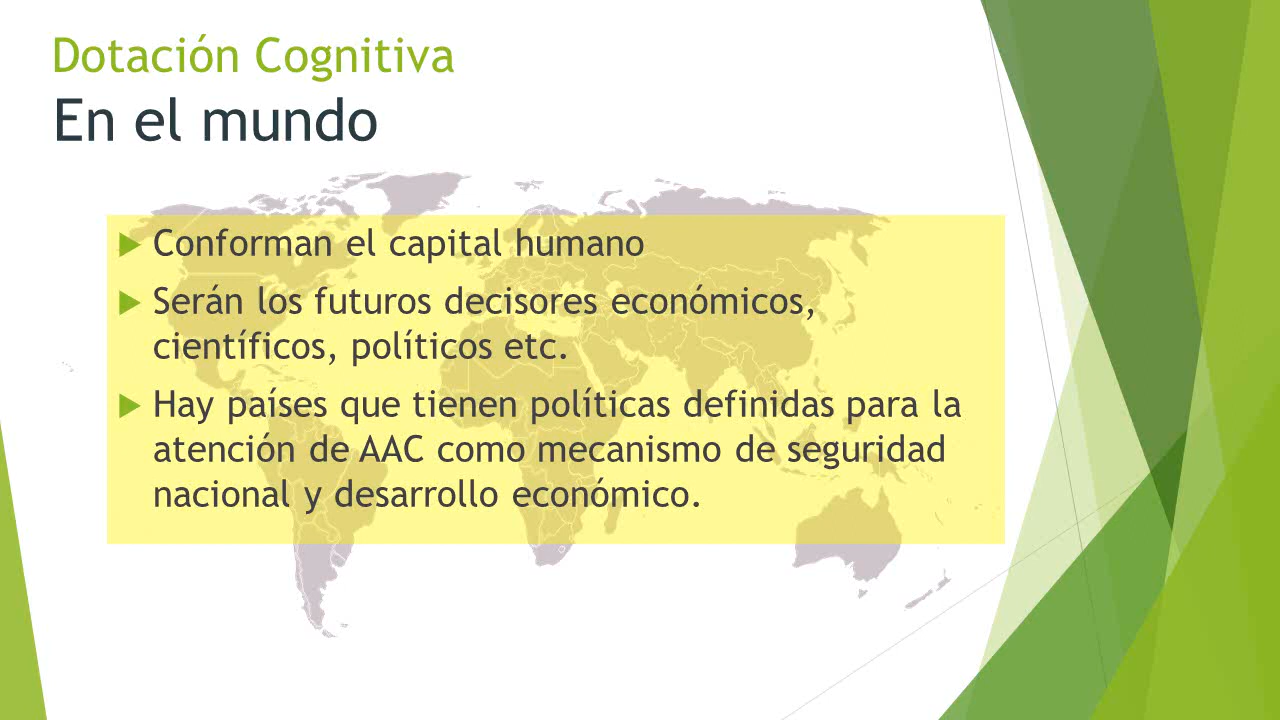 Dotación Cognitiva
En el mundo
Conforman el capital humano
Serán los futuros decisores económicos,
científicos, políticos etc.
Hay países que tienen políticas definidas para la
atención de AAC como mecanismo de seguridad
nacional y desarrollo económico.